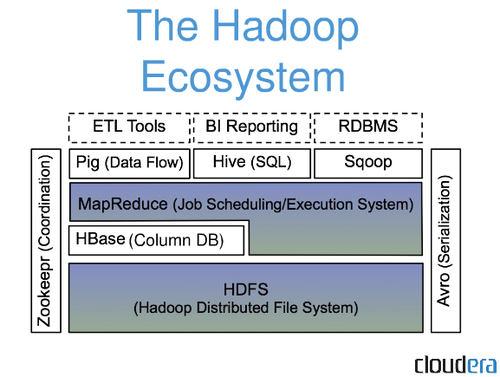 The Hadoop
Ecosystem
ETL Tools
BI Reporting
RDBMS
Pig (Data Flow)
Hive (SQL)
Sqoop
MapReduce (Job Scheduling/Execution System)
HBase (Column DB)
HDFS
(Hadoop Distributed File System)
Zookeepr (Coordination)
Avro (Serialization)
cloudera